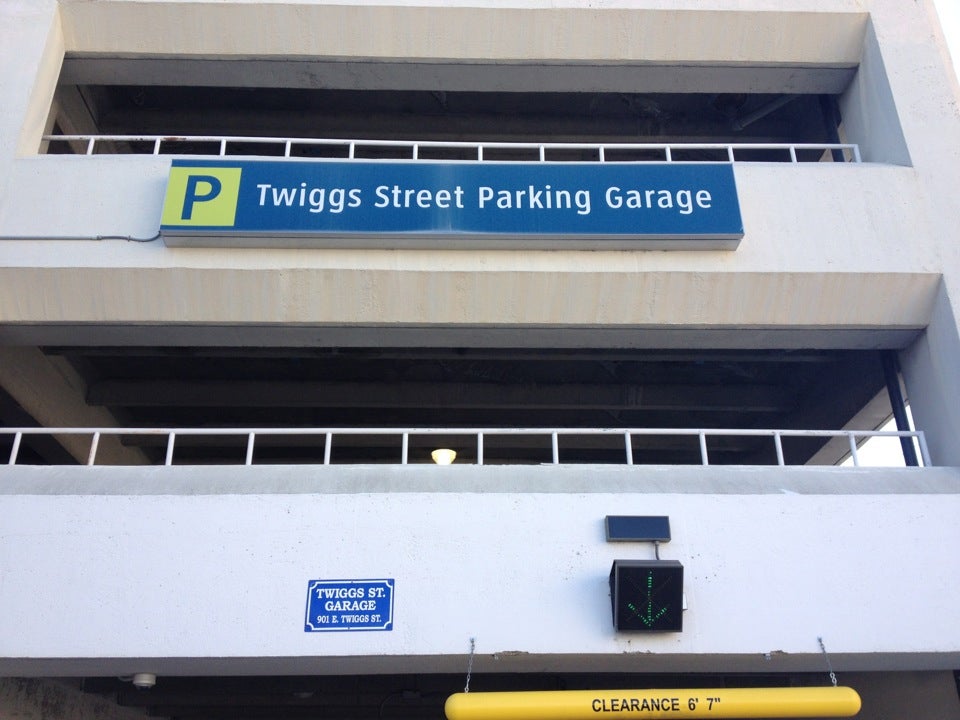 P Twiggs Street Parking Garage
TWIGGS ST.
GARAGE
901 E. TWIGGS ST.
CLEARANCE 6' 7"